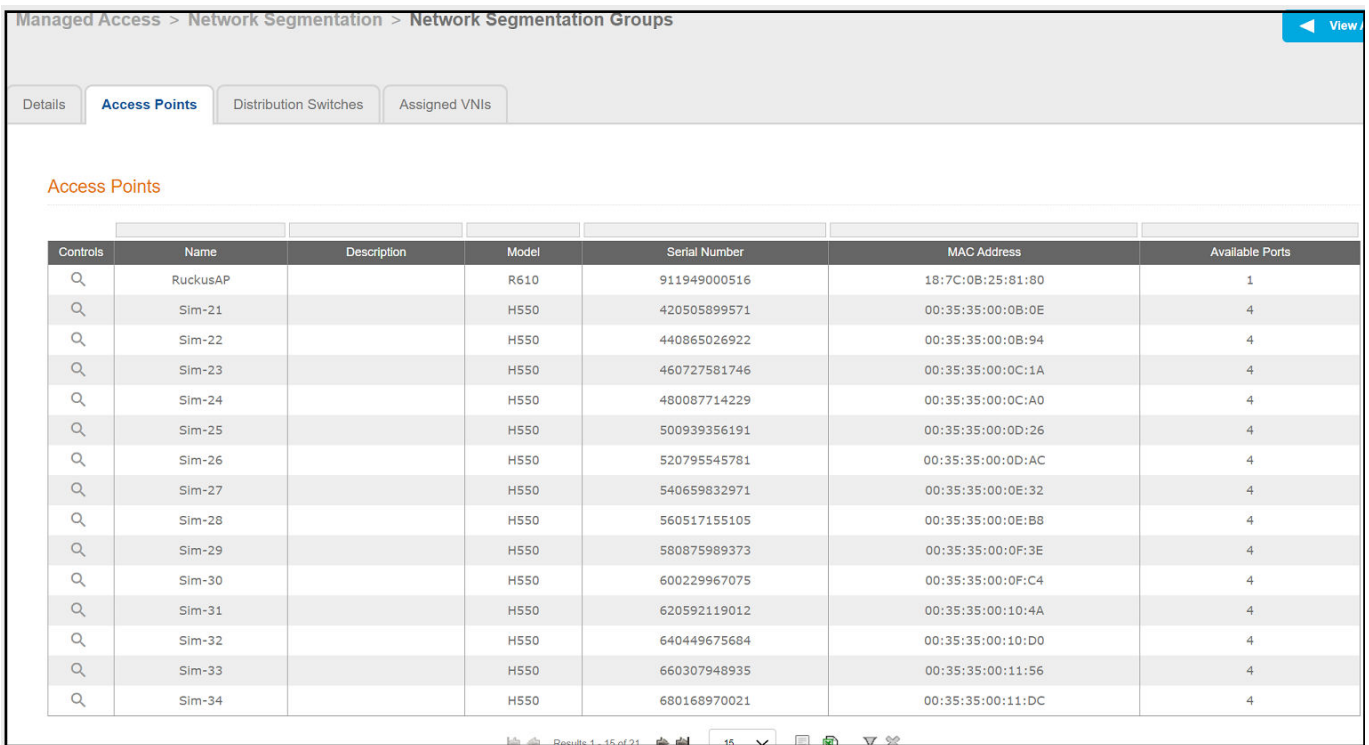 Managed Access > Network Segmentation > Network Segmentation Groups
View
Details Access Points Distribution Switches Assigned VNIs
Access Points
Controls Name Description Model Serial Number MAC Address Available Ports
RuckusAP R610 911949000516 18:7C:0B:25:81:80 1
Sim-21 H550 420505899571 00:35:35:00:0B:0E 4
Sim-22 H550 440865026922 00:35:35:00:0B:94 4
Sim-23 H550 460727581746 00:35:35:00:0C:1A 4
Sim-24 H550 480087714229 00:35:35:00:0C:A0 4
Sim-25 H550 500939356191 00:35:35:00:0D:26 4
Sim-26 H550 520795545781 00:35:35:00:0D:AC 4
Sim-27 H550 540659832971 00:35:35:00:0E:32 4
Sim-28 H550 560517155105 00:35:35:00:0E:B8 4
Sim-29 H550 580875989373 00:35:35:00:0F:3E 4
Sim-30 H550 600229967075 00:35:35:00:0F:C4 4
Sim-31 H550 620592119012 00:35:35:00:10:4A 4
Sim-32 H550 640449675684 00:35:35:00:10:D0 4
Sim-33 H550 660307948935 00:35:35:00:11:56 4
Sim-34 H550 680168970021 00:35:35:00:11:DC 4
Results 1 - 15 of 21 15